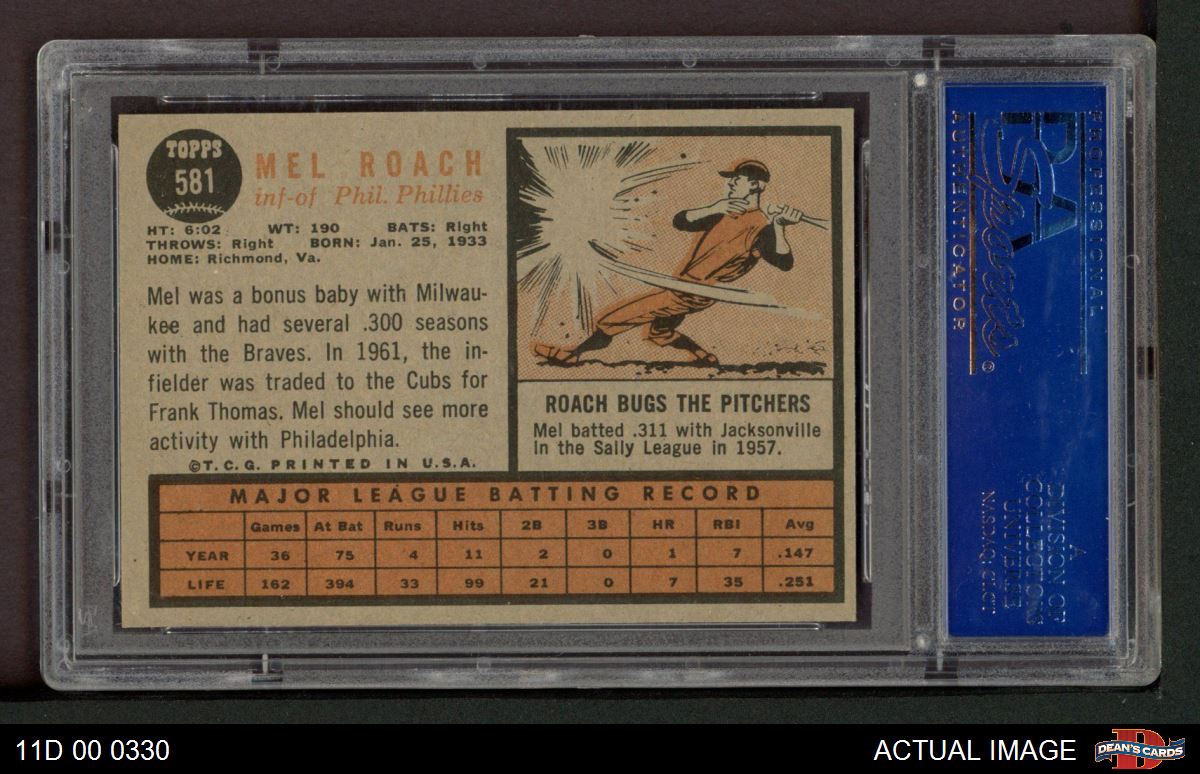 TOPPS
581
MEL ROACH
inf-of Phil. Phillies
HT: 6:02 WT: 190 BATS: Right
THROWS: Right BORN: Jan. 25, 1933
HOME: Richmond, Va.
Mel was a bonus baby with Milwau-
kee and had several .300 seasons
with the Braves. In 1961, the in-
fielder was traded to the Cubs for
Frank Thomas. Mel should see more
activity with Philadelphia.
©T.C.G. PRINTED IN U.S.A.
ROACH BUGS THE PITCHERS
Mel batted .311 with Jacksonville
in the Sally League in 1957.
MAJOR LEAGUE BATTING RECORD
Games At Bat Runs Hits 2B 3B HR RBI Avg
YEAR 36 75 4 11 2 0 1 7 .147
LIFE 162 394 33 99 21 0 7 35 .251
PROFESSIONAL
PSA
Sports
AUTHENTICATOR
©
A
DIVISION OF
COLLECTORS
UNIVERSE
NASDAQ: CLCT
11D 00 0330
ACTUAL IMAGE
DEAN'S CARDS